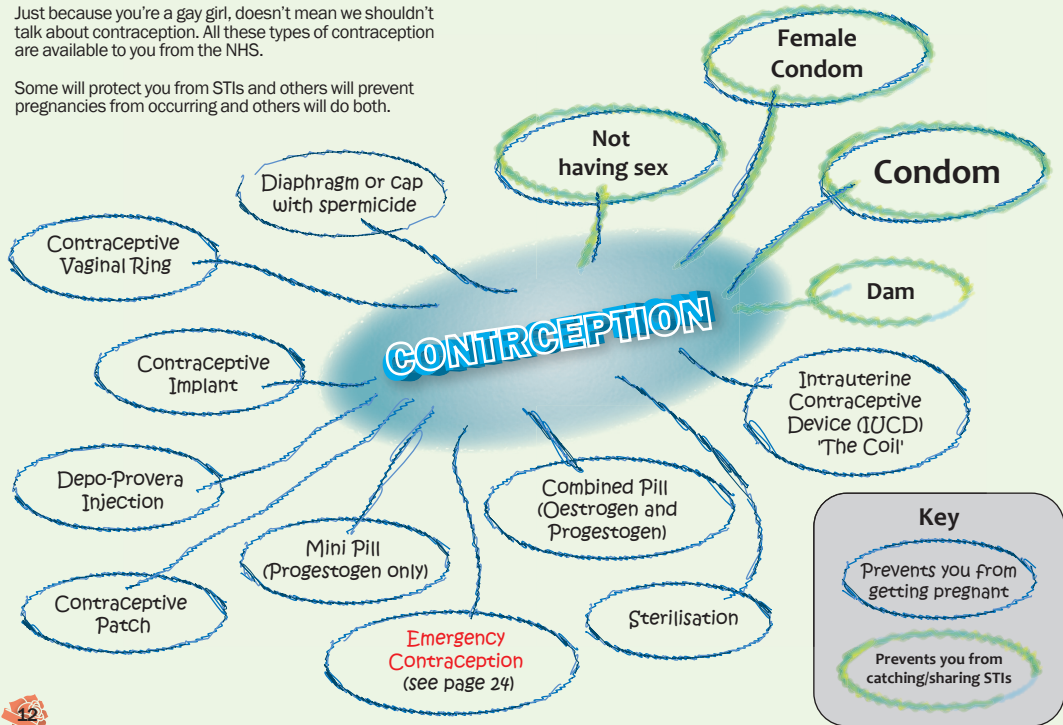 Just because you're a gay girl, doesn't mean we shouldn't
talk about contraception. All these types of contraception
are available to you from the NHS.
Some will protect you from STIs and others will prevent
pregnancies from occurring and others will do both.
Female
Condom
Not
having sex
Condom
Diaphragm or cap
with spermicide
Contraceptive
Vaginal Ring
Dam
CONTRCEPTION
Contraceptive
Implant
Intrauterine
Contraceptive
Device (IUCD)
'The Coil'
Depo-Provera
Injection
Combined Pill
(Oestrogen and
Progestogen)
Mini Pill
(Progestogen only)
Contraceptive
Patch
Sterilisation
Emergency
Contraception
(see page 24)
Key
Prevents you from
getting pregnant
Prevents you from
catching/sharing STIs
12